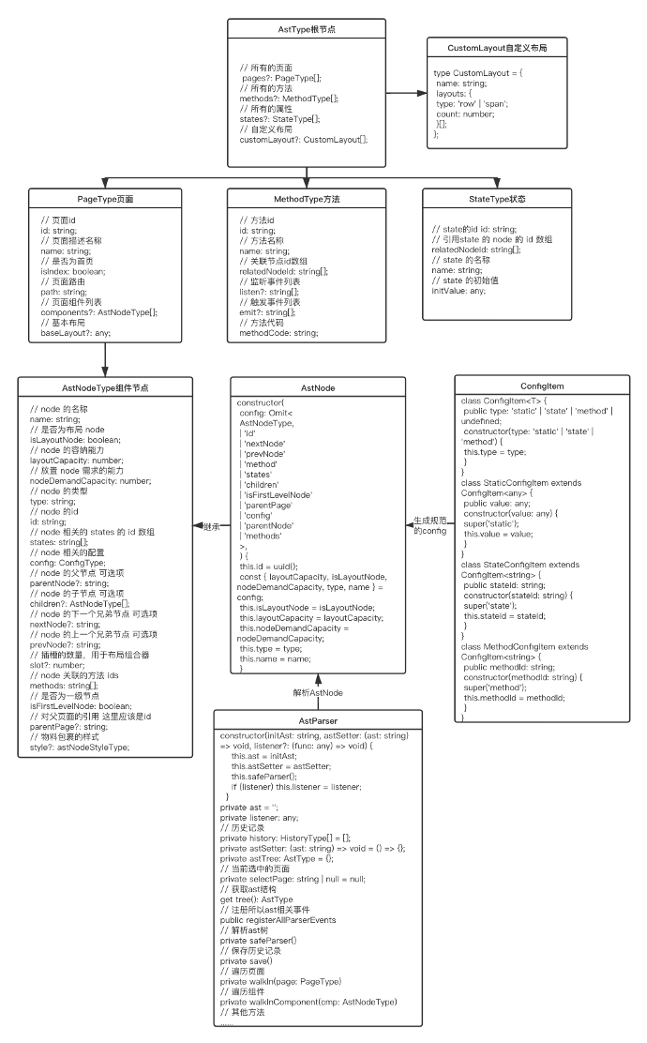 AstType根节点
// 所有的页面
pages?: PageType[];
// 所有的方法
methods?: MethodType[];
// 所有的属性
states?: StateType[];
// 自定义布局
customLayout?: CustomLayout[];
CustomLayout自定义布局
type CustomLayout = {
name: string;
layouts: {
type: 'row' | 'span';
count: number;
}[];
};
PageType页面
// 页面id
id: string;
// 页面描述名称
name: string;
// 是否为首页
isIndex: boolean;
// 页面路由
path: string;
// 页面组件列表
components?: AstNodeType[];
// 基本布局
baseLayout?: any;
MethodType方法
// 方法id
id: string;
// 方法名称
name: string;
// 关联节点id数组
relatedNodeId: string[];
// 监听事件列表
listen?: string[];
// 触发事件列表
emit?: string[];
// 方法代码
methodCode: string;
StateType状态
// state的id id: string;
// 引用state 的 node 的 id 数组
relatedNodeId: string[];
// state 的名称
name: string;
// state 的初始值
initValue: any;
AstNodeType组件节点
// node 的名称
name: string;
// 是否为布局 node
isLayoutNode: boolean;
// node 的容纳能力
layoutCapacity: number;
// 放置 node 需求的能力
nodeDemandCapacity: number;
// node 的类型
type: string;
// node 的id
id: string;
// node 相关的 states 的 id 数组
states: string[];
// node 相关的配置
config: ConfigType;
// node 的父节点 可选项
parentNode?: string;
// node 的子节点 可选项
children?: AstNodeType[];
// node 的下一个兄弟节点 可选项
nextNode?: string;
// node 的上一个兄弟节点 可选项
prevNode?: string;
// 插槽的数量，用于布局组合器
slot?: number;
// node 关联的方法 ids
methods: string[];
// 是否为一级节点
isFirstLevelNode: boolean;
// 对父页面的引用 这里应该是id
parentPage?: string;
// 物料包裹的样式
style?: astNodeStyleType;
继承
AstNode
constructor(
config: Omit<
AstNodeType,
| 'id'
| 'nextNode'
| 'prevNode'
| 'method'
| 'states'
| 'children'
| 'isFirstLevelNode'
| 'parentPage'
| 'config'
| 'parentNode'
| 'methods'
>,
) {
this.id = uuid();
const { layoutCapacity, isLayoutNode,
nodeDemandCapacity, type, name } =
config;
this.isLayoutNode = isLayoutNode;
this.layoutCapacity = layoutCapacity;
this.nodeDemandCapacity =
nodeDemandCapacity;
this.type = type;
this.name = name;
}
生成规范
的config
ConfigItem
class ConfigItem<T> {
public type: 'static' | 'state' | 'method' |
undefined;
constructor(type: 'static' | 'state' |
'method') {
this.type = type;
}
}
class StaticConfigItem extends
ConfigItem<any> {
public value: any;
constructor(value: any) {
super('static');
this.value = value;
}
}
class StateConfigItem extends
ConfigItem<string> {
public stateId: string;
constructor(stateId: string) {
super('state');
this.stateId = stateId;
}
}
class MethodConfigItem extends
ConfigItem<string> {
public methodId: string;
constructor(methodId: string) {
super('method');
this.methodId = methodId;
}
}
解析AstNode
AstParser
constructor(initAst: string, astSetter: (ast: string)
=> void, listener?: (func: any) => void) {
this.ast = initAst;
this.astSetter = astSetter;
this.safeParser();
if (listener) this.listener = listener;
}
private ast = '';
private listener: any;
// 历史记录
private history: HistoryType[] = [];
private astSetter: (ast: string) => void = () => {};
private astTree: AstType = {};
// 当前选中的页面
private selectPage: string | null = null;
// 获取ast结构
get tree(): AstType
// 注册所以ast相关事件
public registerAllParserEvents
// 解析ast树
private safeParser()
// 保存历史记录
private save()
// 遍历页面
private walkIn(page: PageType)
// 遍历组件
private walkInComponent(cmp: AstNodeType)
// 其他方法
......